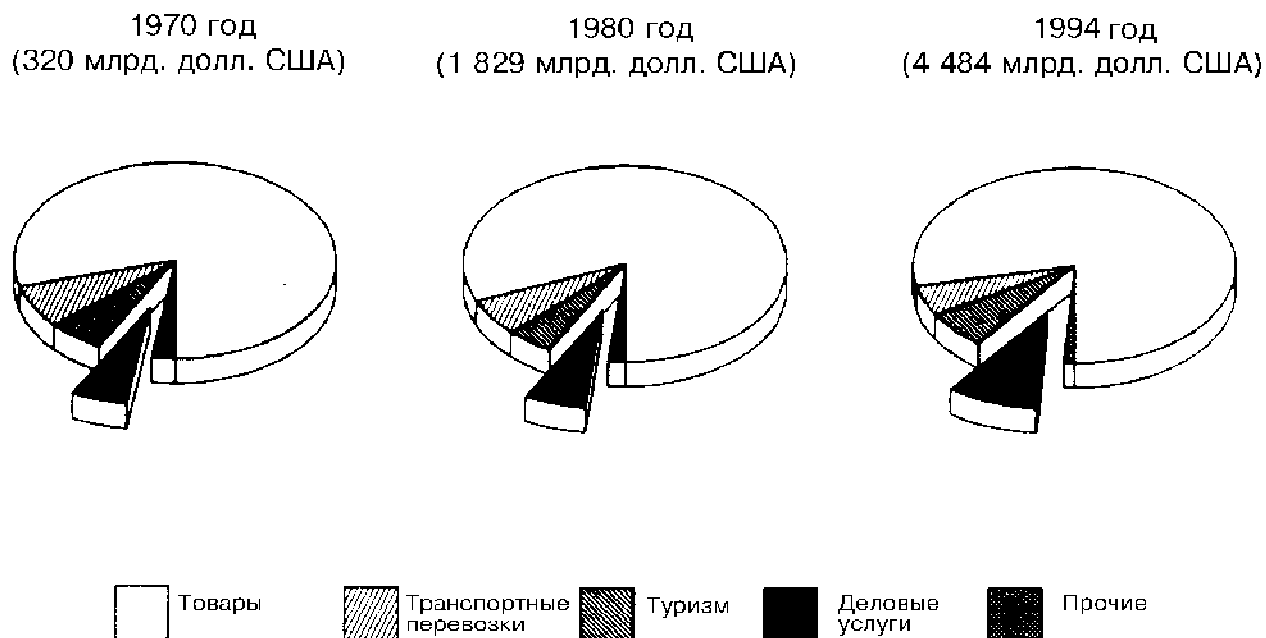 1970 год
(320 млрд. долл. США)
1980 год
(1 829 млрд. долл. США)
1994 год
(4 484 млрд. долл. США)
Товары
Транспортные
перевозки
Туризм
Деловые
услуги
Прочие